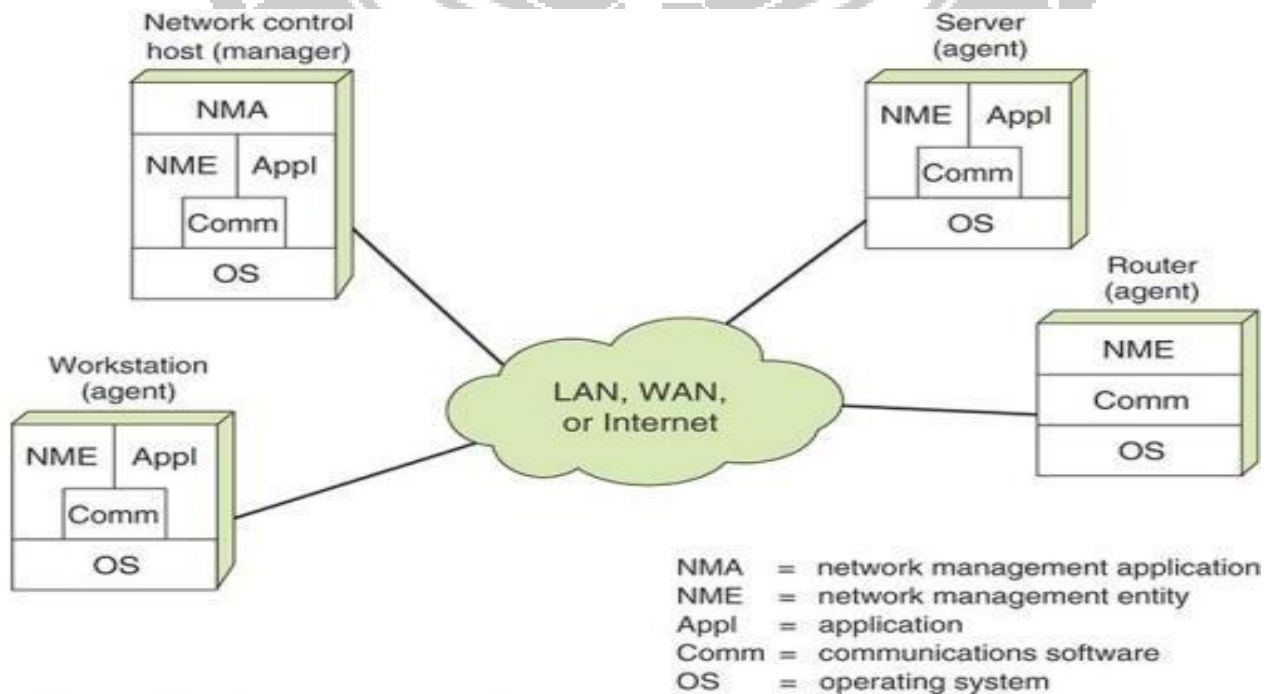 Network control
host (manager)
NMA
NME
Appl
Comm
OS
Server
(agent)
NME
Appl
Comm
OS
Router
(agent)
NME
Comm
OS
Workstation
(agent)
NME
Appl
Comm
OS
LAN, WAN,
or Internet
NMA = network management application
NME = network management entity
Appl = application
Comm = communications software
OS = operating system